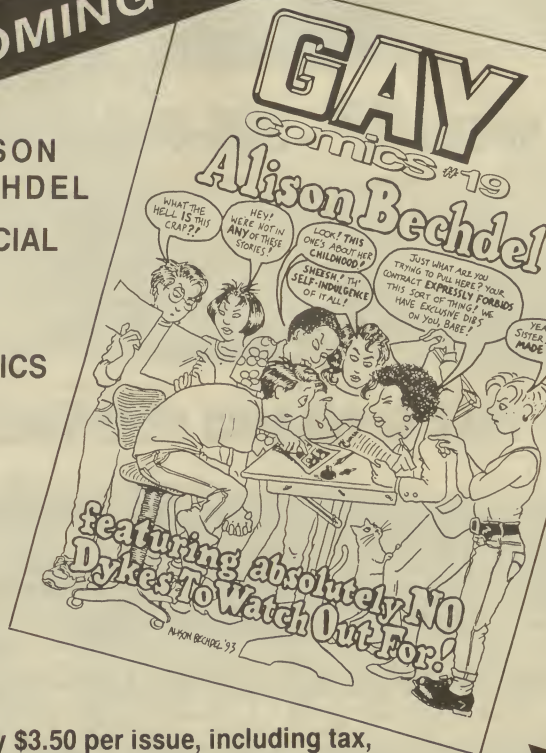 OMING
SON
CHDEL
CIAL
ICS
GAY
comics #19
Alison Bechdel
WHAT THE
HELL IS THIS
CRAP??
HEY!
WE'RE NOT IN
ANY OF THESE
STORIES!
LOOK! THIS
ONE'S ABOUT HER
CHILDHOOD!
SHEESH! TH'
SELF-INDULGENCE
OF IT ALL!
JUST WHAT ARE YOU
TRYING TO PULL HERE? YOUR
CONTRACT EXPRESSLY FORBIDS
THIS SORT OF THING! WE
HAVE EXCLUSIVE DIBS
ON YOU, BABE!
YEA
SISTER
MADE
featuring absolutely NO
Dykes To Watch Out For!
ALISON BECHDEL '93
y $3.50 per issue, including tax,